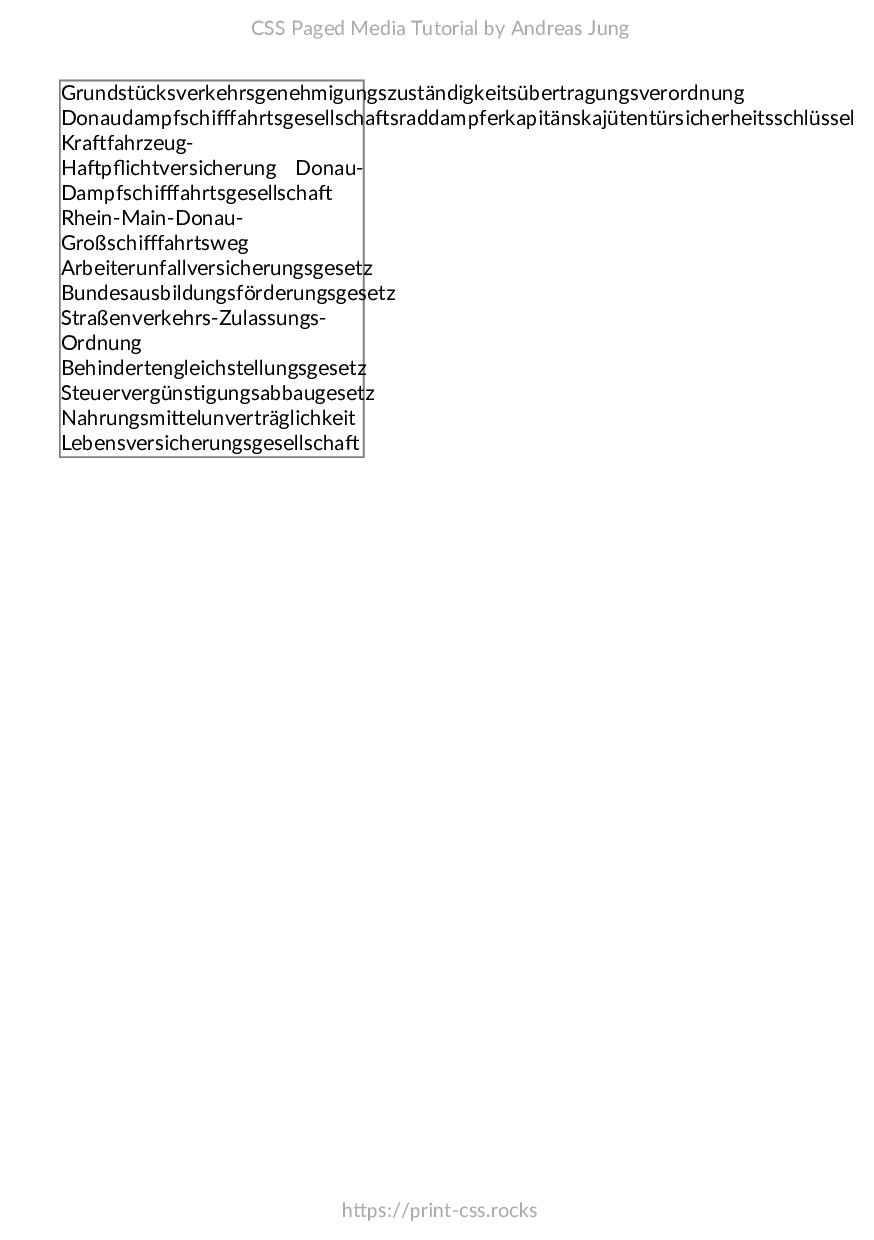 CSS Paged Media Tutorial by Andreas Jung
Grundstücksverkehrsgenehmigungszuständigkeitsübertragungsverordnung
Donaudampfschifffahrtsgesellschaftsraddampferkapitänskajütentürsicherheitsschlüssel
Kraftfahrzeug-
Haftpflichtversicherung Donau-
Dampfschifffahrtsgesellschaft
Rhein-Main-Donau-
Großschifffahrtsweg
Arbeiterunfallversicherungsgesetz
Bundesausbildungsförderungsgesetz
Straßenverkehrs-Zulassungs-
Ordnung
Behindertengleichstellungsgesetz
Steuervergünstigungsabbaugesetz
Nahrungsmittelunverträglichkeit
Lebensversicherungsgesellschaft
https://print-css.rocks